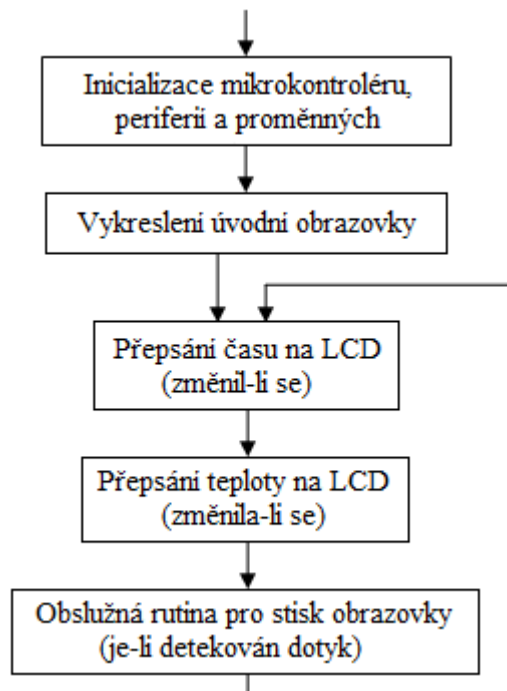 Inicializace mikrokontroléru,
periferii a proměnných
Vykreslení úvodní obrazovky
Přepsání času na LCD
(změnil-li se)
Přepsání teploty na LCD
(změnila-li se)
Obslužná rutina pro stisk obrazovky
(je-li detekován dotyk)